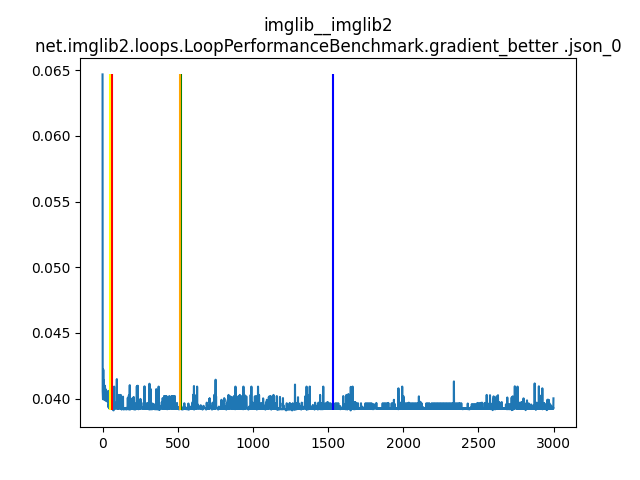 imglib__imglib2
net.imglib2.loops.LoopPerformanceBenchmark.gradient_better .json_0
0.065
0.060
0.055
0.050
0.045
0.040
0 500 1000 1500 2000 2500 3000